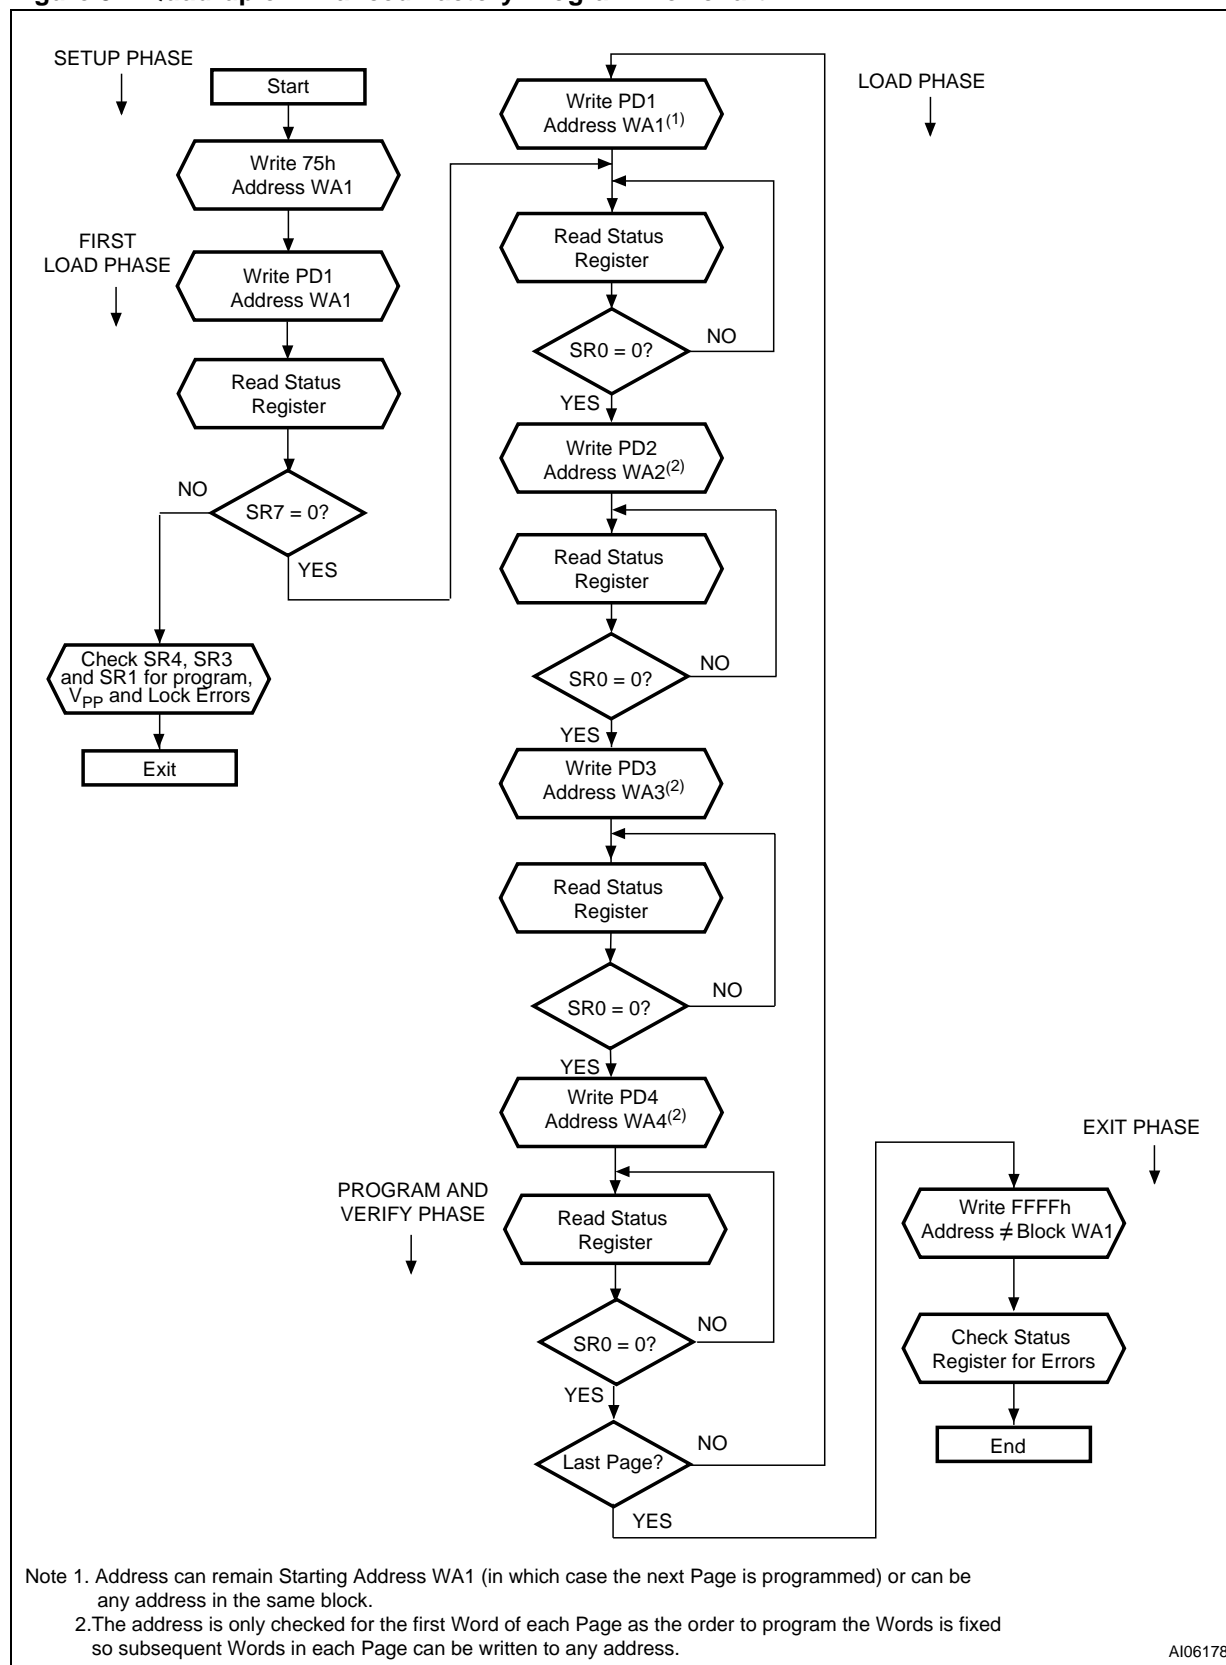 SETUP PHASE
Start
Write 75h
Address WA1
FIRST
LOAD PHASE
Write PD1
Address WA1
Read Status
Register
NO
SR7 = 0?
YES
Check SR4, SR3
and SR1 for program,
VPP and Lock Errors
Exit
LOAD PHASE
Write PD1
Address WA1(1)
Read Status
Register
SR0 = 0?
NO
YES
Write PD2
Address WA2(2)
Read Status
Register
SR0 = 0?
NO
YES
Write PD3
Address WA3(2)
Read Status
Register
SR0 = 0?
NO
YES
Write PD4
Address WA4(2)
PROGRAM AND
VERIFY PHASE
Read Status
Register
SR0 = 0?
NO
YES
Last Page?
NO
YES
EXIT PHASE
Write FFFFh
Address ≠ Block WA1
Check Status
Register for Errors
End
Note 1. Address can remain Starting Address WA1 (in which case the next Page is programmed) or can be
any address in the same block.
2.The address is only checked for the first Word of each Page as the order to program the Words is fixed
so subsequent Words in each Page can be written to any address.
AI06178